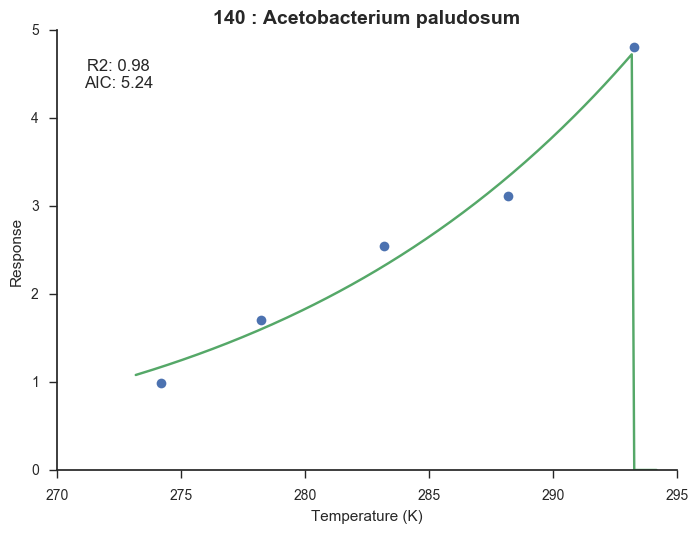 140 : Acetobacterium paludosum
R2: 0.98
AIC: 5.24
5
4
3
2
1
0
Response
270 275 280 285 290 295
Temperature (K)